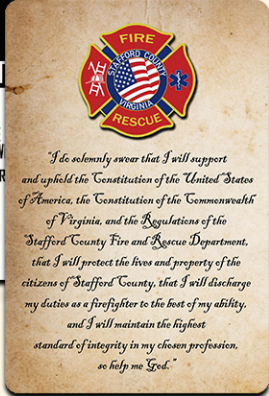 FIRE
STAFFORD COUNTY
VIRGINIA
RESCUE
"I do solemnly swear that I will support
and uphold the Constitution of the United States
of America, the Constitution of the Commonwealth
of Virginia, and the Regulations of the
Stafford County Fire and Rescue Department,
that I will protect the lives and property of the
citizens of Stafford County, that I will discharge
my duties as a firefighter to the best of my ability,
and I will maintain the highest
standard of integrity in my chosen profession,
so help me God."